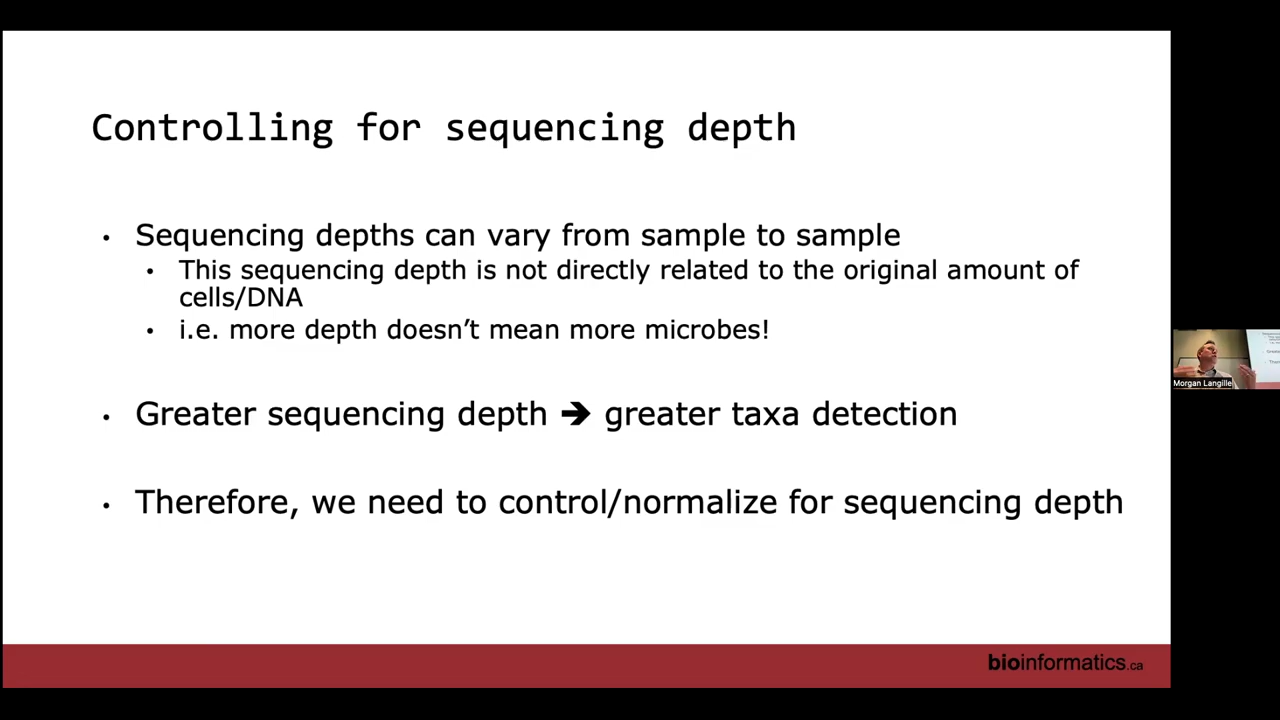 Controlling for sequencing depth
• Sequencing depths can vary from sample to sample
• This sequencing depth is not directly related to the original amount of
cells/DNA
• i.e. more depth doesn’t mean more microbes!
• Greater sequencing depth ➔ greater taxa detection
• Therefore, we need to control/normalize for sequencing depth
bioinformatics.ca
Morgan Langille